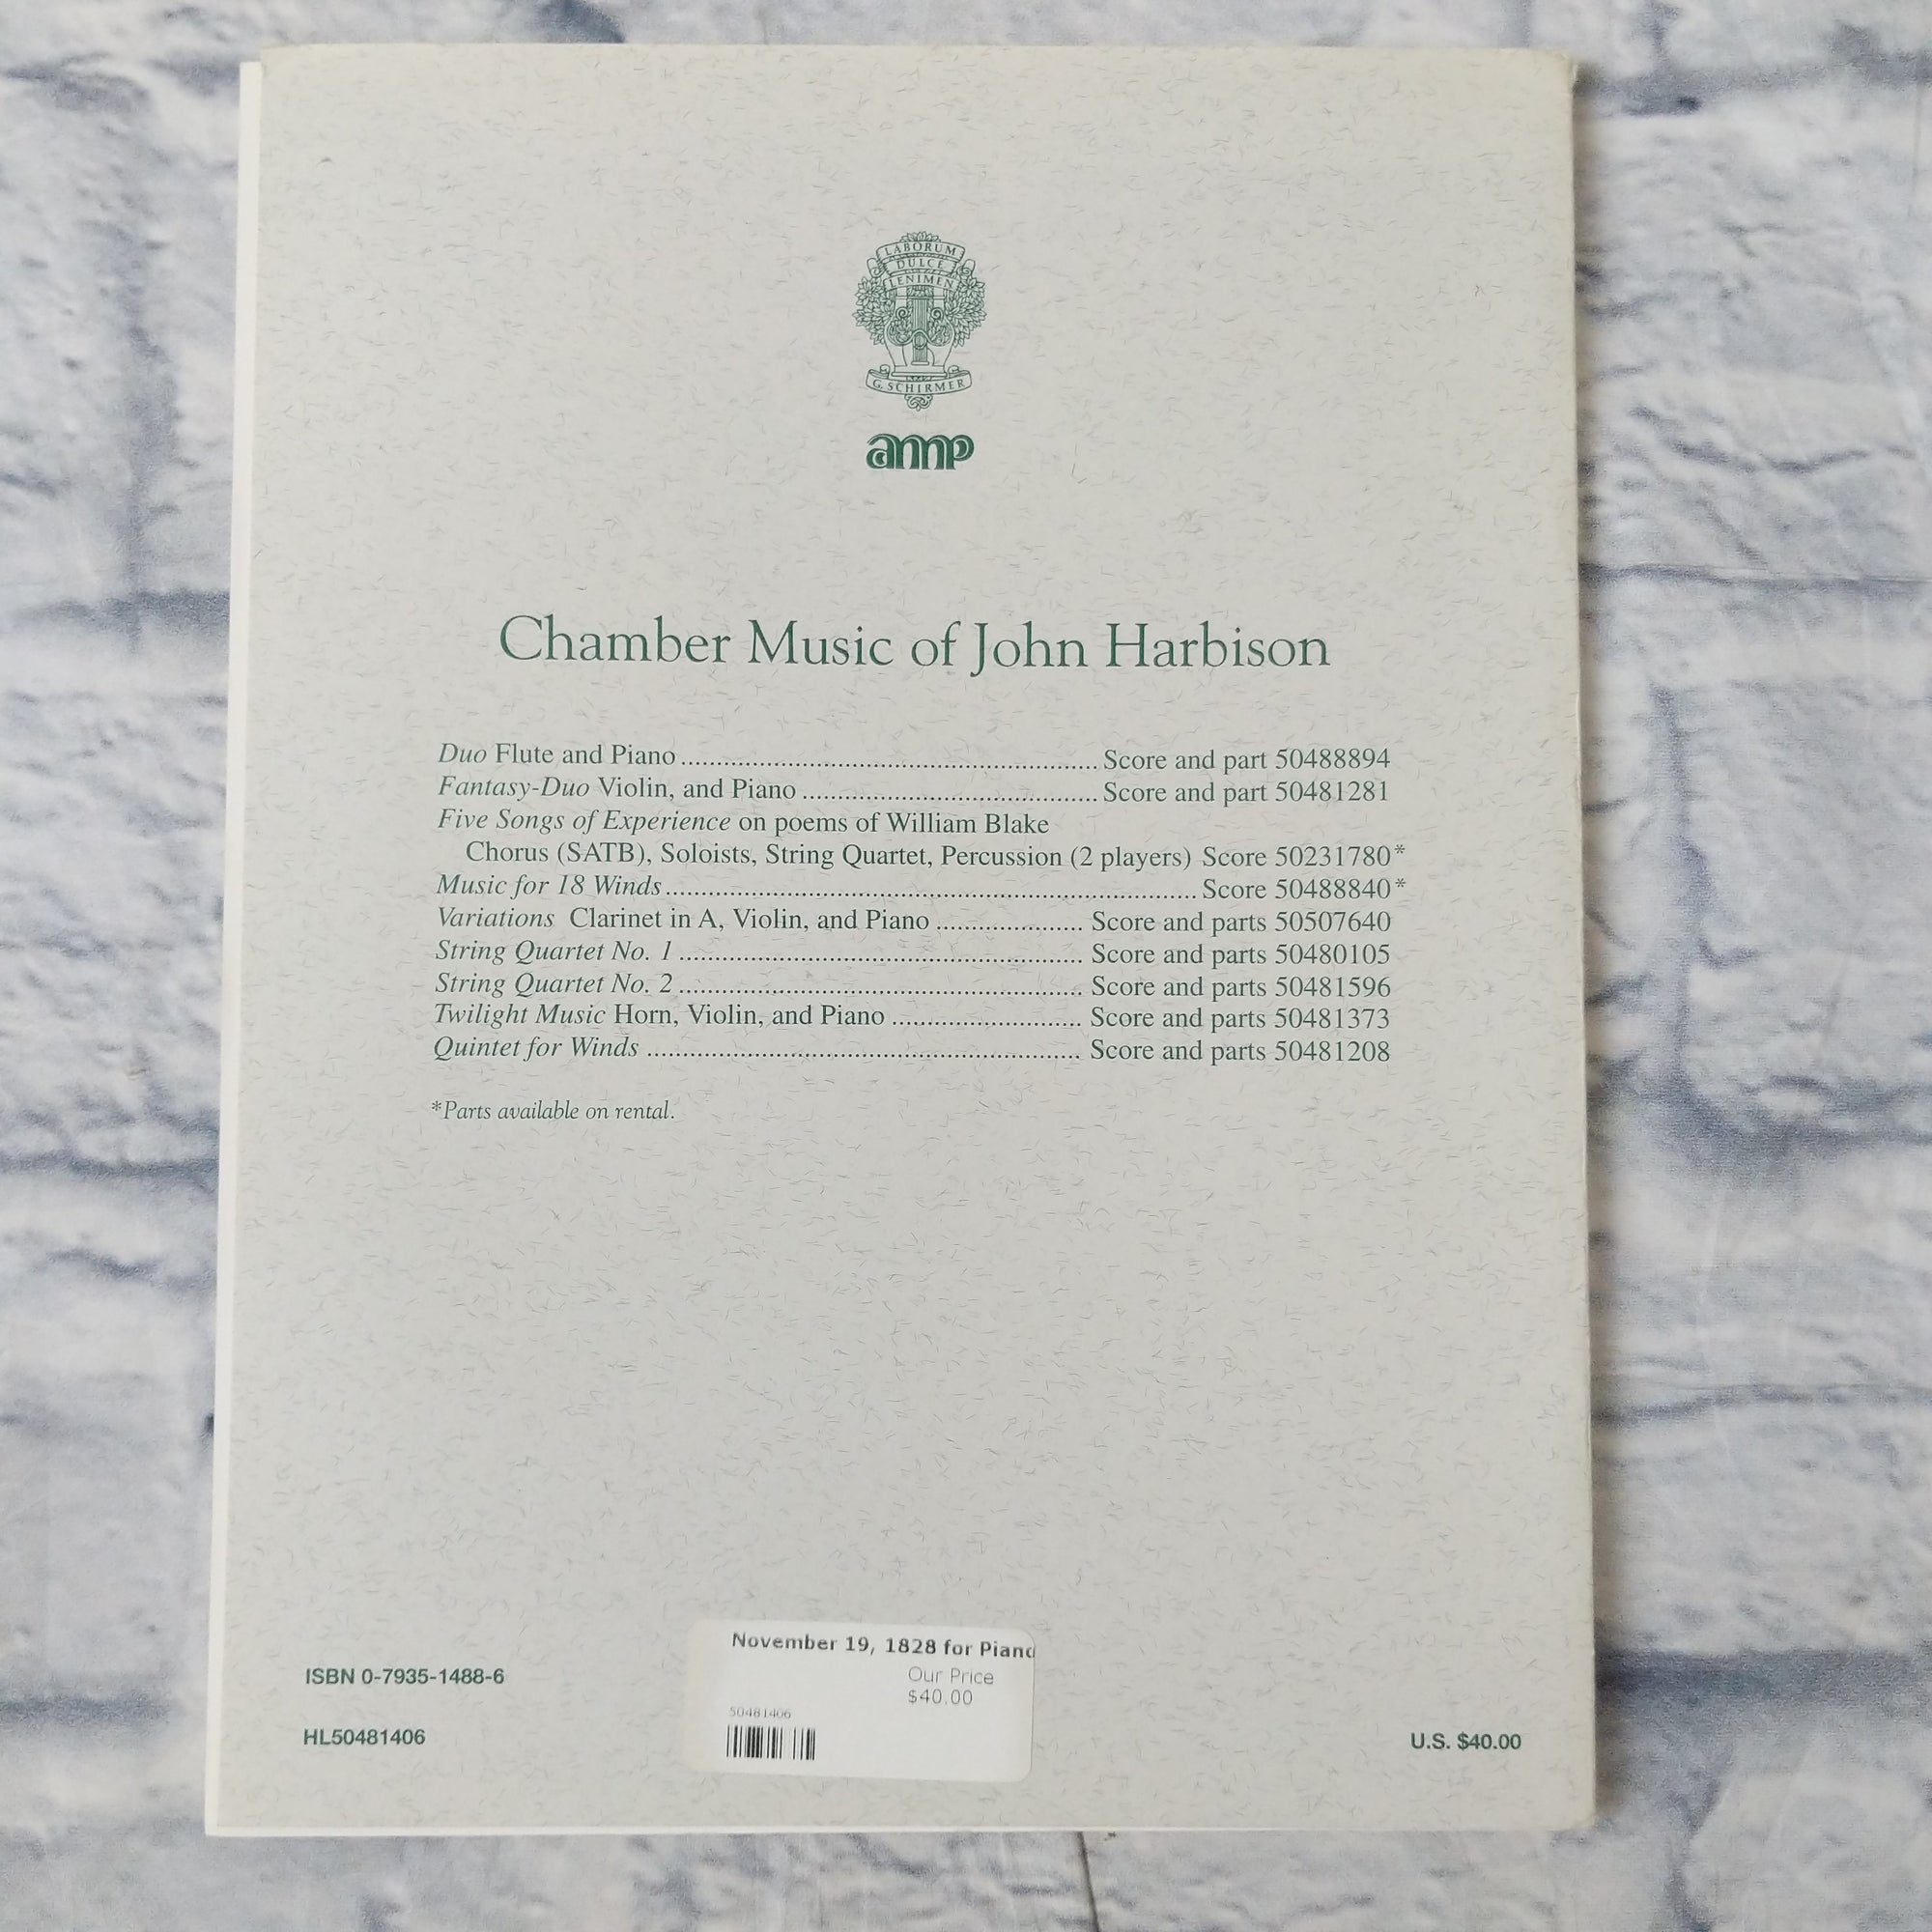 LABORUM
DULCE
LENIMEN
G. SCHIRMER
amp
Chamber Music of John Harbison
Duo Flute and Piano ........................................................... Score and part 50488894
Fantasy-Duo Violin, and Piano ......................................... Score and part 50481281
Five Songs of Experience on poems of William Blake
Chorus (SATB), Soloists, String Quartet, Percussion (2 players) Score 50231780*
Music for 18 Winds ........................................................................... Score 50488840*
Variations Clarinet in A, Violin, and Piano ..................... Score and parts 50507640
String Quartet No. 1 ......................................................... Score and parts 50480105
String Quartet No. 2 ......................................................... Score and parts 50481596
Twilight Music Horn, Violin, and Piano ........................... Score and parts 50481373
Quintet for Winds ............................................................. Score and parts 50481208
*Parts available on rental.
November 19, 1828 for Piano
Our Price
$40.00
50481406
ISBN 0-7935-1488-6
HL50481406
U.S. $40.00